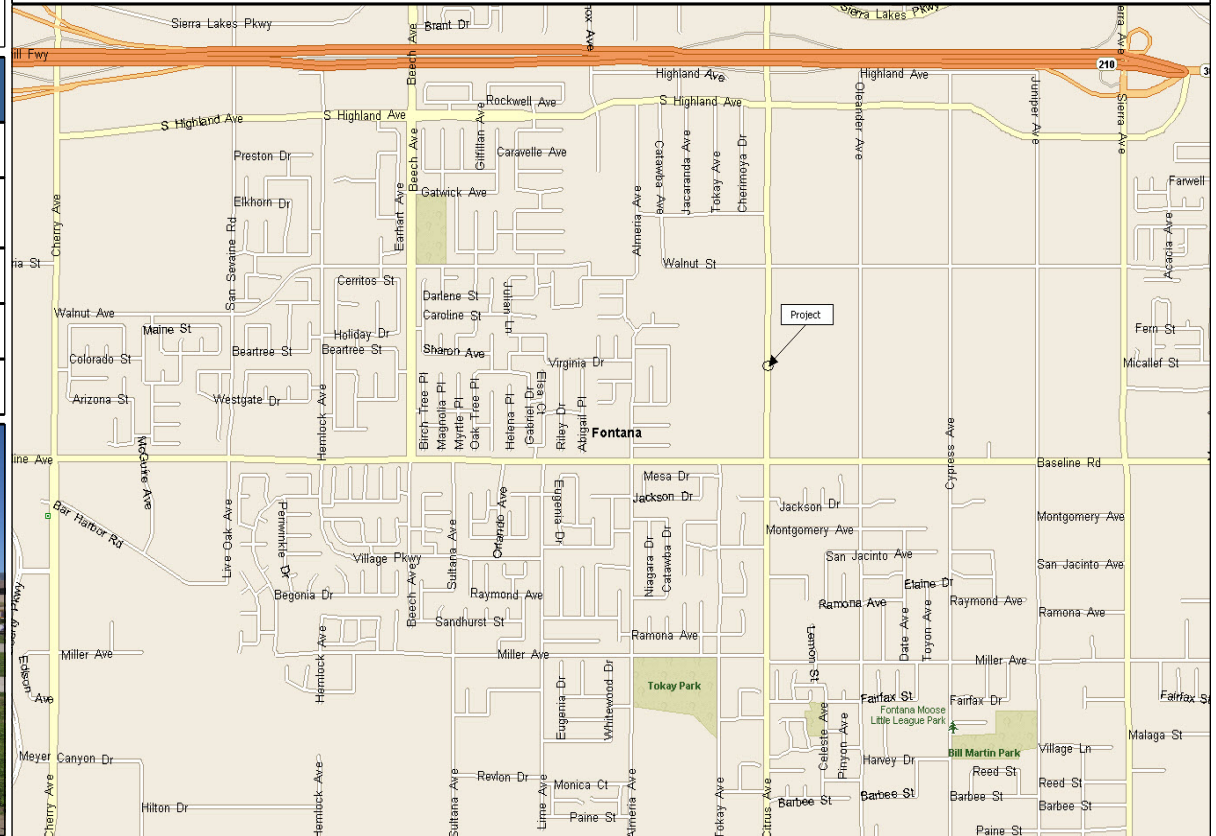 Sierra Lakes Pkwy
Brant Dr
Sierra Lakes Pkwy
Beech Ave
210
Highland Ave
Highland Ave
Rockwell Ave
S Highland Ave
S Highland Ave
S Highland Ave
Sierra Ave
Juniper Ave
Oleander Ave
Gilfillan Ave
Beech Ave
Caravelle Ave
Preston Dr
Catawba Ave
Jacaranda Ave
Tokay Ave
Cherimoya Dr
Farwell
Gatwick Ave
Elkhorn Dr
Earhart Ave
Almeria Ave
Cherry Ave
Acacia Ave
San Sevaine Rd
Walnut St
Cerritos St
Darlene St
Julian Ln
Caroline St
Walnut Ave
Project
Maine St
Holiday Dr
Fern St
Colorado St
Beartree St
Beartree St
Sharon Ave
Virginia Dr
Micallef St
Arizona St
Westgate Dr
Hemlock Ave
Birch Tree Pl
Magnolia Pl
Myrtle Pl
Oak Tree Pl
Helena Pl
Gabriel Dr
Elsa Ct
Riley Dr
Abigail Pl
Fontana
Cypress Ave
Baseline Rd
McGuire Ave
Mesa Dr
Jackson Dr
Jackson Dr
Bar Harbor Rd
Live Oak Ave
Periwinkle Dr
Sultana Ave
Orlando Ave
Eugenia Dr
Montgomery Ave
Montgomery Ave
Niagara Dr
Catawba Dr
Village Pkwy
San Jacinto Ave
San Jacinto Ave
Elaine Dr
Begonia Dr
Beech Ave
Raymond Ave
Ramona Ave
Raymond Ave
Ramona Ave
Sandhurst St
Ramona Ave
Date Ave
Toyon Ave
Lemon St
Hemlock Ave
Miller Ave
Miller Ave
Miller Ave
Edison
Ave
Tokay Park
Eugenia Dr
Whitewood Dr
Fairfax St
Fairfax Dr
Fairfax St
Fontana Moose
Little League Park
Celeste Ave
Pinyon Ave
Malaga St
Bill Martin Park
Village Ln
Meyer Canyon Dr
Harvey Dr
Reed St
Reed St
Revlon Dr
Monica Ct
Barbee St
Barbee St
Barbee St
Barbee St
Hilton Dr
Paine St
Paine St
Cherry Ave
Hemlock Ave
Sultana Ave
Lime Ave
Almeria Ave
Tokay Ave
Citrus Ave